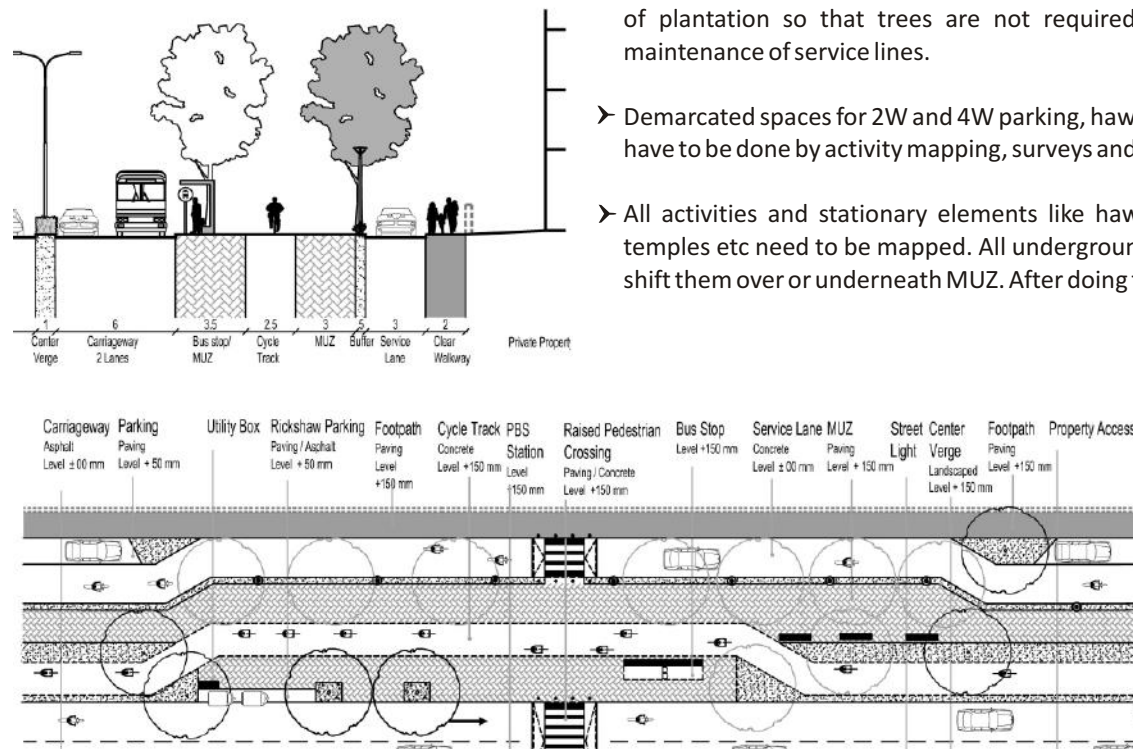 of plantation so that trees are not required
maintenance of service lines.
➤ Demarcated spaces for 2W and 4W parking, haw
have to be done by activity mapping, surveys and
➤ All activities and stationary elements like haw
temples etc need to be mapped. All undergroun
shift them over or underneath MUZ. After doing
1 6 3.5 2.5 3 5 3 2
Center Verge
Carriageway 2 Lanes
Bus stop/ MUZ
Cycle Track
MUZ
Buffer
Service Lane
Clear Walkway
Private Property
Carriageway
Asphalt
Level ± 00 mm
Parking
Paving
Level + 50 mm
Utility Box
Rickshaw Parking
Paving / Asphalt
Level + 50 mm
Footpath
Paving
Level
+150 mm
Cycle Track
Concrete
Level +150 mm
PBS
Station
Level
+150 mm
Raised Pedestrian
Crossing
Paving / Concrete
Level +150 mm
Bus Stop
Level +150 mm
Service Lane
Concrete
Level ± 00 mm
MUZ
Paving
Level + 150 mm
Street
Light
Center
Verge
Landscaped
Level + 150 mm
Footpath
Paving
Level +150 mm
Property Access